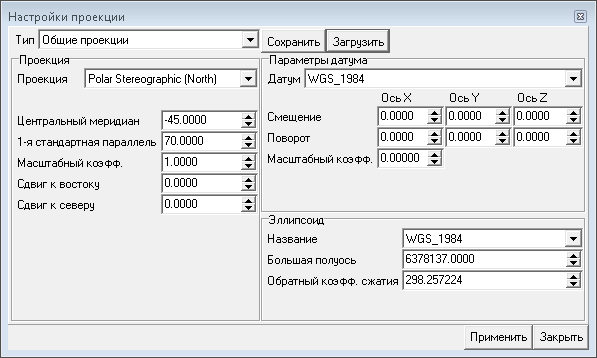 Настройки проекции
Тип Общие проекции Сохранить Загрузить
Проекция
Проекция Polar Stereographic (North)
Центральный меридиан -45.0000
1-я стандартная параллель 70.0000
Масштабный коэфф. 1.0000
Сдвиг к востоку 0.0000
Сдвиг к северу 0.0000
Параметры датума
Датум WGS_1984
Ось X Ось Y Ось Z
Смещение 0.0000 0.0000 0.0000
Поворот 0.0000 0.0000 0.0000
Масштабный коэфф. 0.00000
Эллипсоид
Название WGS_1984
Большая полуось 6378137.0000
Обратный коэфф. сжатия 298.257224
Применить Закрыть